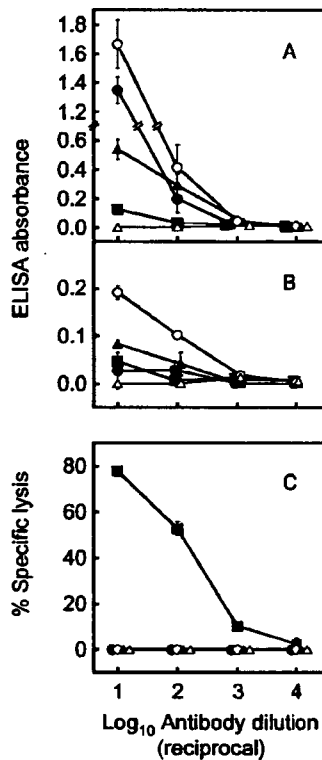 A
1.8
1.6
1.4
1.2
0.6
0.4
0.2
0.0
ELISA absorbance
B
0.2
0.1
0.0
C
80
60
40
20
0
% Specific lysis
1 2 3 4
Log10 Antibody dilution
(reciprocal)